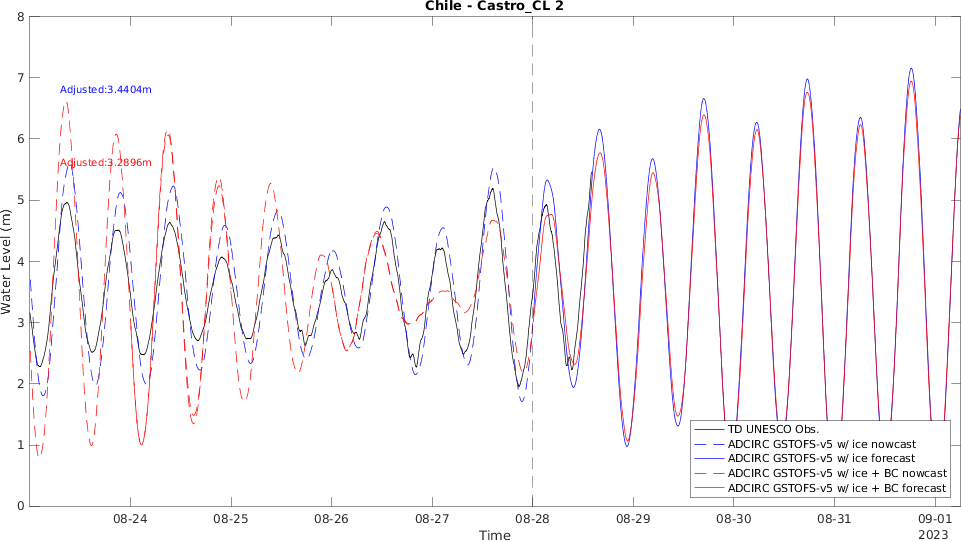 Chile - Castro_CL 2
8
7
6
5
4
3
2
1
0
Water Level (m)
Adjusted:3.4404m
Adjusted:3.2896m
TD UNESCO Obs.
ADCIRC GSTOFS-v5 w/ ice nowcast
ADCIRC GSTOFS-v5 w/ ice forecast
ADCIRC GSTOFS-v5 w/ ice + BC nowcast
ADCIRC GSTOFS-v5 w/ ice + BC forecast
08-24 08-25 08-26 08-27 08-28 08-29 08-30 08-31 09-01
Time
2023